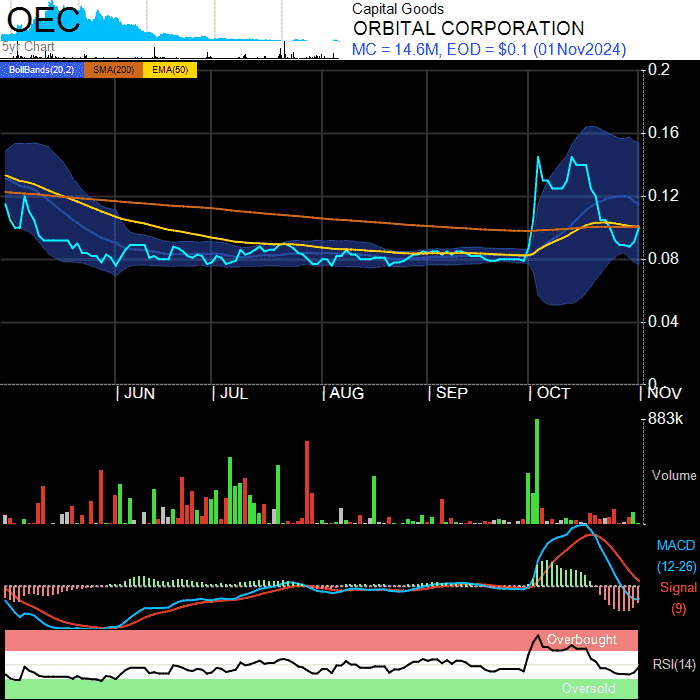 OEC
5yr Chart
Capital Goods
ORBITAL CORPORATION
MC = 14.6M, EOD = $0.1 (01Nov2024)
BollBands(20,2) SMA(200) EMA(50)
0.2
0.16
0.12
0.08
0.04
0
| JUN | JUL | AUG | SEP | OCT | NOV
883k
Volume
MACD
(12-26)
Signal
(9)
Overbought
RSI(14)
Oversold